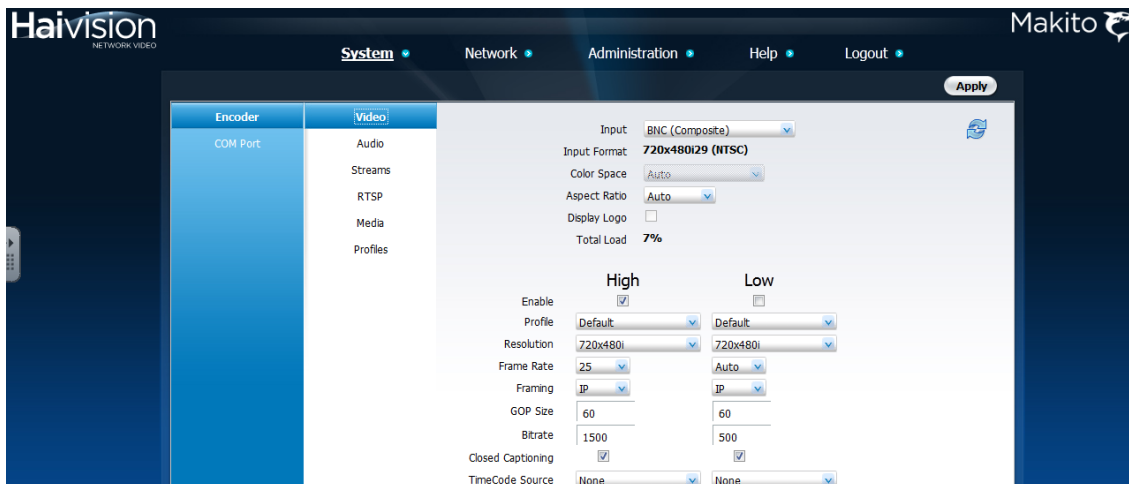 Haivision
NETWORK VIDEO
Makito
System Network Administration Help Logout
Apply
Encoder
COM Port
Video
Audio
Streams
RTSP
Media
Profiles
Input BNC (Composite)
Input Format 720x480i29 (NTSC)
Color Space Auto
Aspect Ratio Auto
Display Logo
Total Load 7%
High Low
Enable
Profile Default Default
Resolution 720x480i 720x480i
Frame Rate 25 Auto
Framing IP IP
GOP Size 60 60
Bitrate 1500 500
Closed Captioning
TimeCode Source None None